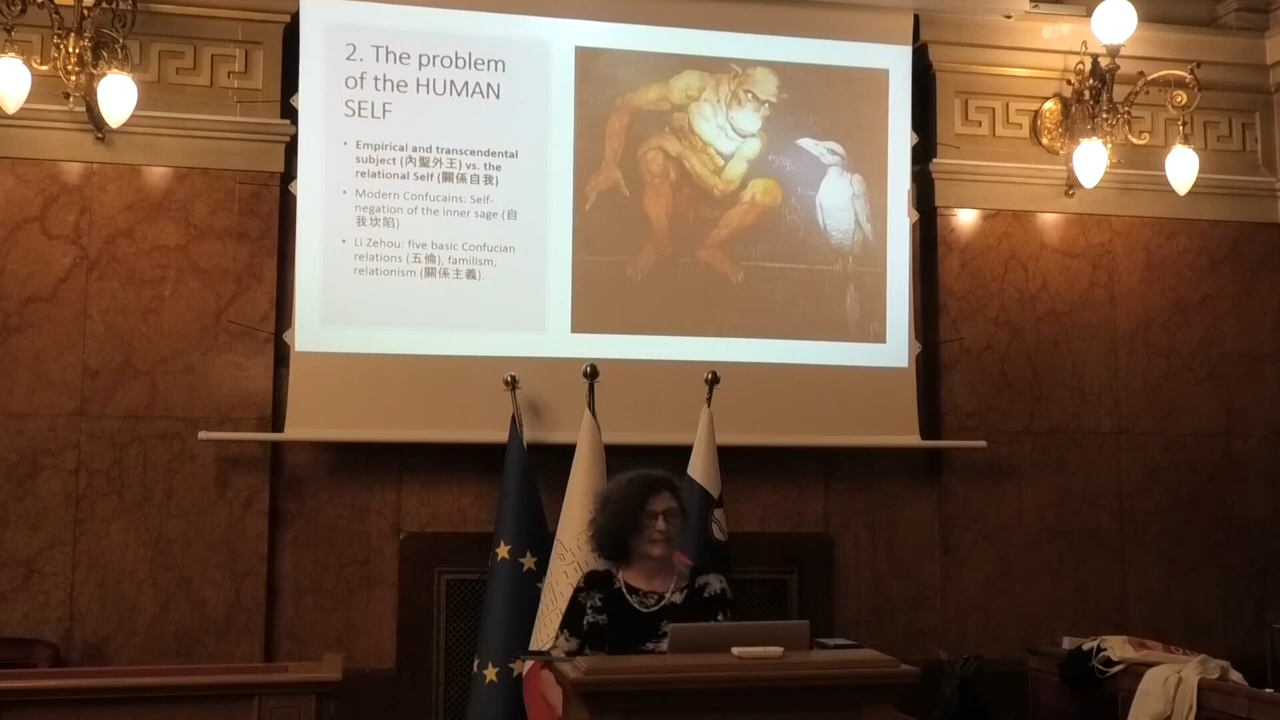 2. The problem
of the HUMAN
SELF
• Empirical and transcendental
subject (內聖外王) vs. the
relational Self (關係自我)
• Modern Confucains: Self-
negation of the inner sage (自
我坎陷)
• Li Zehou: five basic Confucian
relations (五倫), familism,
relationism (關係主義).